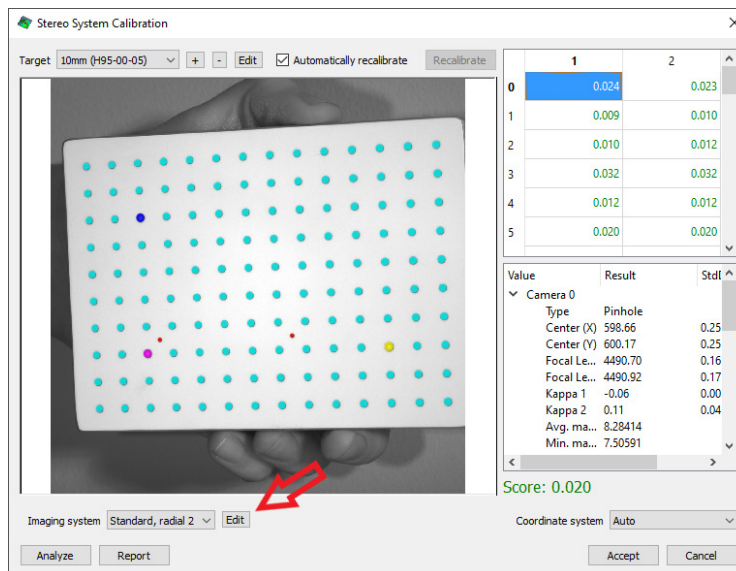 Stereo System Calibration
Target 10mm (H95-00-05) + - Edit Automatically recalibrate Recalibrate
1 2
0 0.024 0.023
1 0.009 0.010
2 0.010 0.012
3 0.032 0.032
4 0.012 0.012
5 0.020 0.020
Value Result StdD
Camera 0
Type Pinhole
Center (X) 598.66 0.25
Center (Y) 600.17 0.25
Focal Le... 4490.70 0.16
Focal Le... 4490.92 0.17
Kappa 1 -0.06 0.00
Kappa 2 0.11 0.04
Avg. ma... 8.28414
Min. ma... 7.50591
Score: 0.020
Imaging system Standard, radial 2 Edit Coordinate system Auto
Analyze Report Accept Cancel